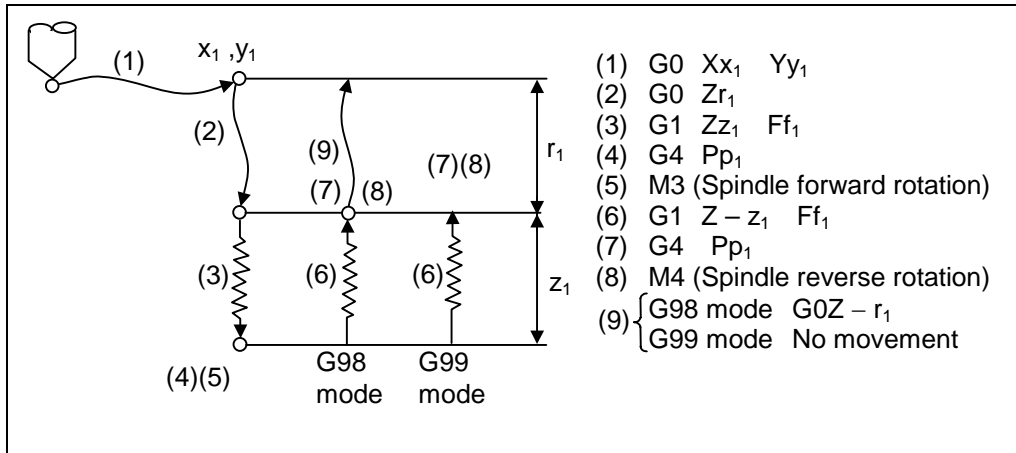 (1)
x₁ ,y₁
(2)
(9)
(7)
(8)
(7)(8)
r₁
(3)
(6)
(6)
z₁
(4)(5)
G98
mode
G99
mode
(1) G0 Xx₁ Yy₁
(2) G0 Zr₁
(3) G1 Zz₁ Ff₁
(4) G4 Pp₁
(5) M3 (Spindle forward rotation)
(6) G1 Z – z₁ Ff₁
(7) G4 Pp₁
(8) M4 (Spindle reverse rotation)
(9) G98 mode G0Z – r₁
G99 mode No movement